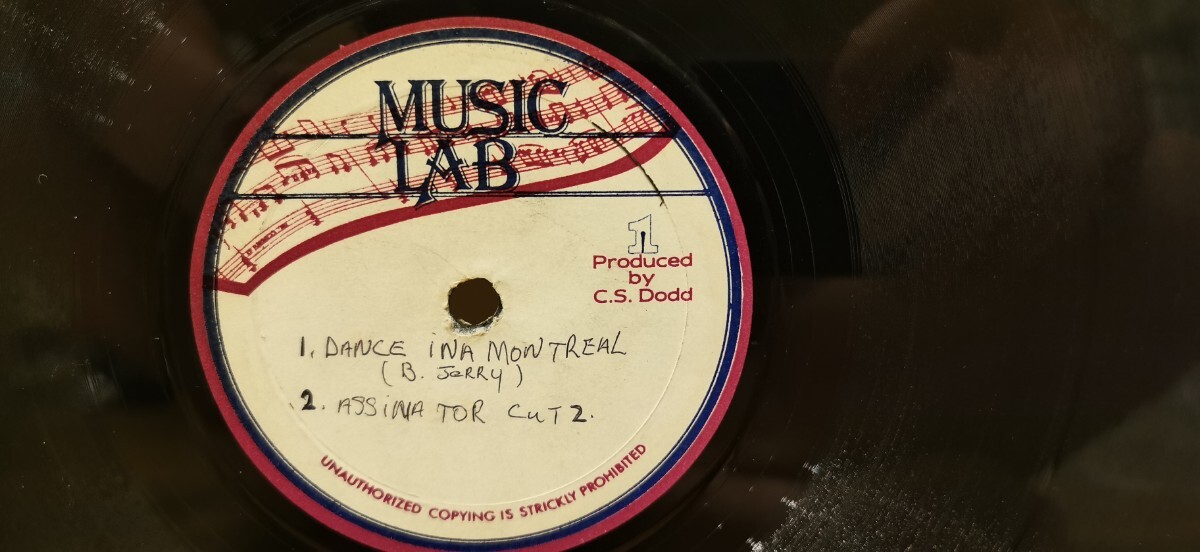 MUSIC
LAB
1
Produced
by
C.S. Dodd
1. DANCE INA MONTREAL
(B. JERRY)
2. ASSINATOR CUT 2.
UNAUTHORIZED COPYING IS STRICKLY PROHIBITED